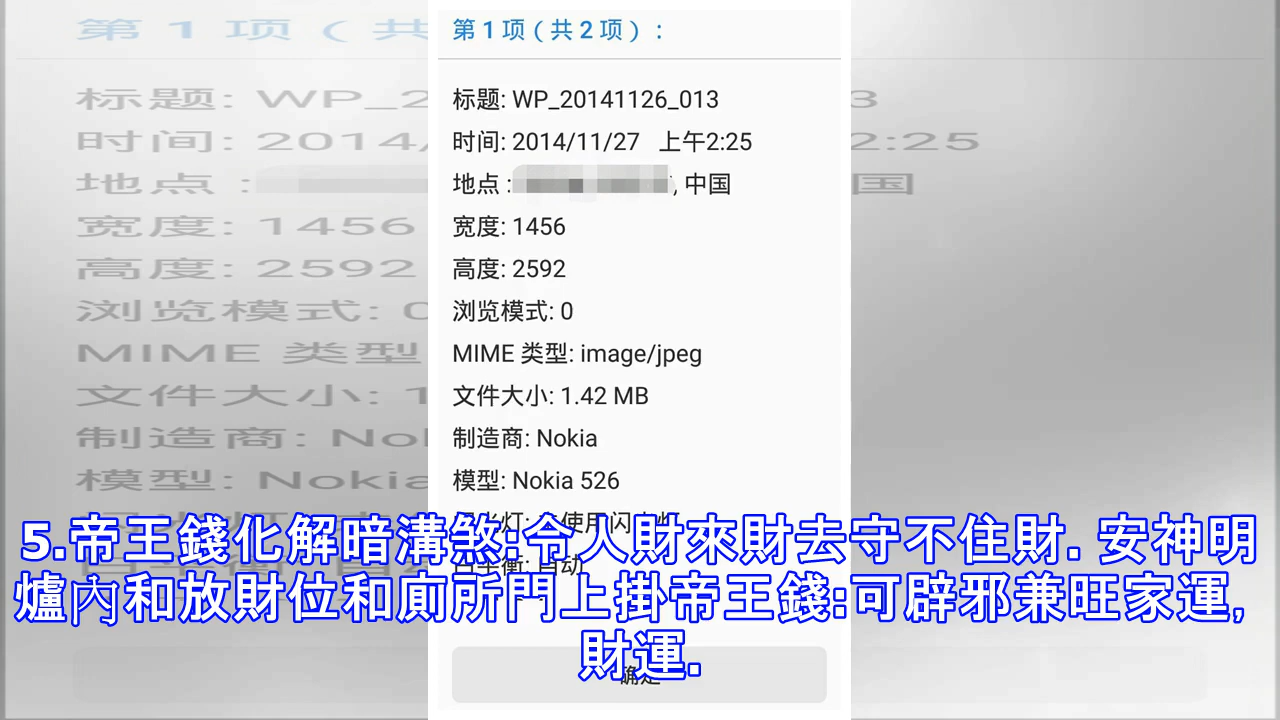 第 1 项 ( 共 2 项 ) :
标题: WP_20141126_013
时间: 2014/11/27 上午2:25
地点 : , 中国
宽度: 1456
高度: 2592
浏览模式: 0
MIME 类型: image/jpeg
文件大小: 1.42 MB
制造商: Nokia
模型: Nokia 526
5.帝王錢化解暗溝煞:令人財來財去守不住財. 安神明
爐內和放財位和廁所門上掛帝王錢:可辟邪兼旺家運,
財運.
确定